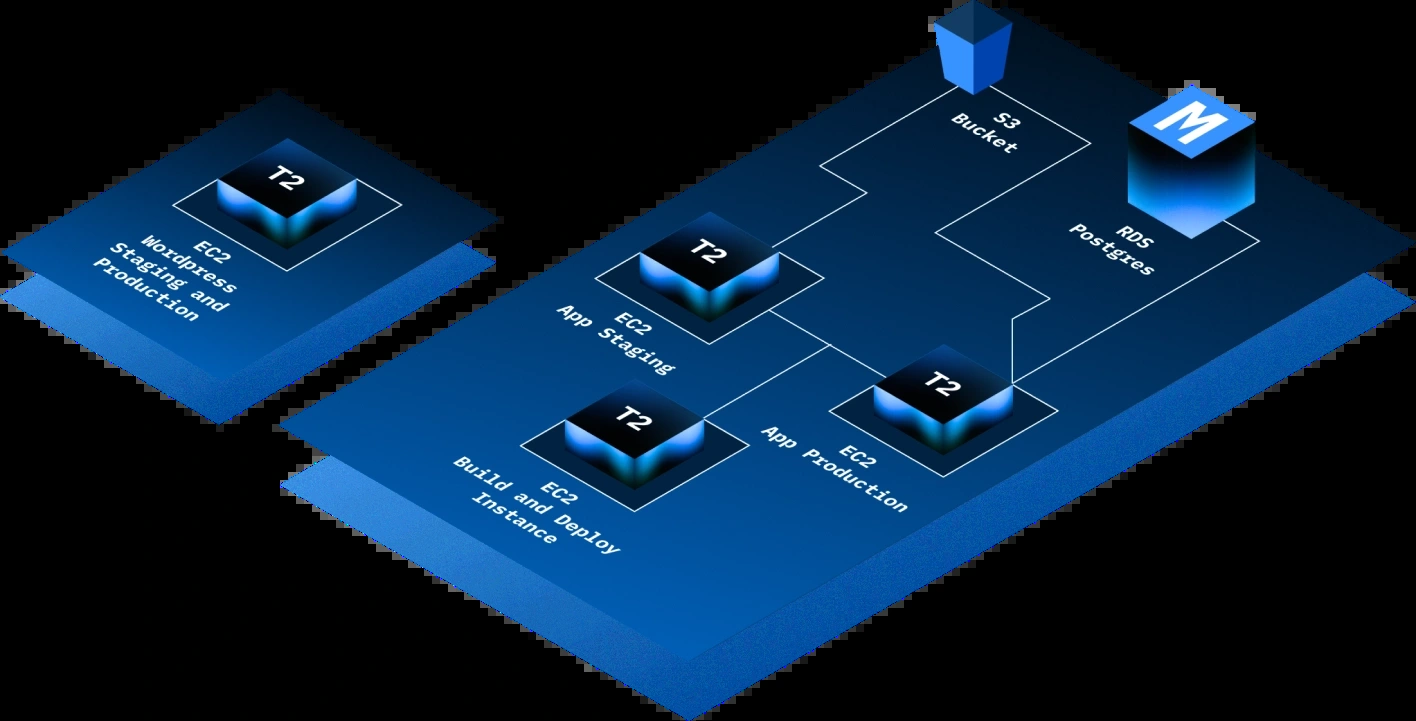 T2
EC2
Wordpress
Staging and
Production
S3
Bucket
M
RDS
Postgres
T2
EC2
App Staging
T2
EC2
App Production
T2
EC2
Build and Deploy
Instance